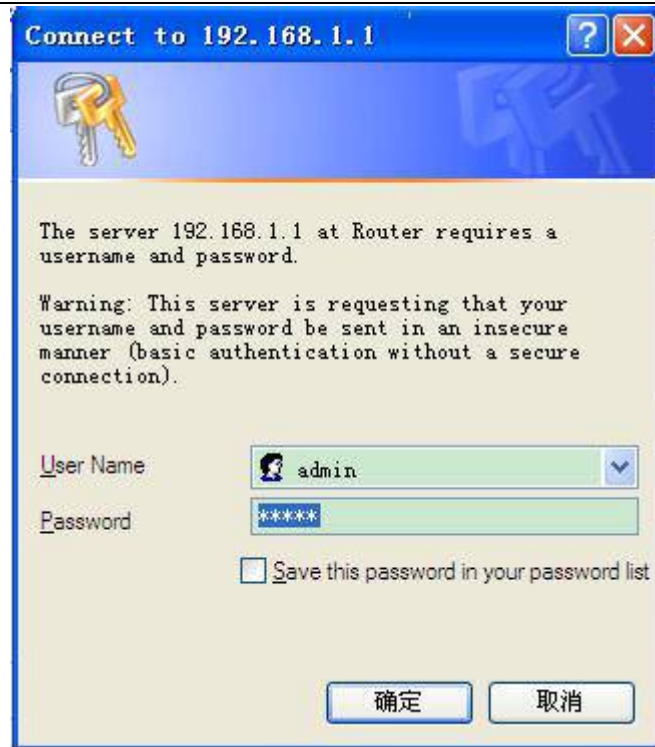 Connect to 192.168.1.1
The server 192.168.1.1 at Router requires a
username and password.
Warning: This server is requesting that your
username and password be sent in an insecure
manner (basic authentication without a secure
connection).
User Name
admin
Password
*****
Save this password in your password list
确定
取消